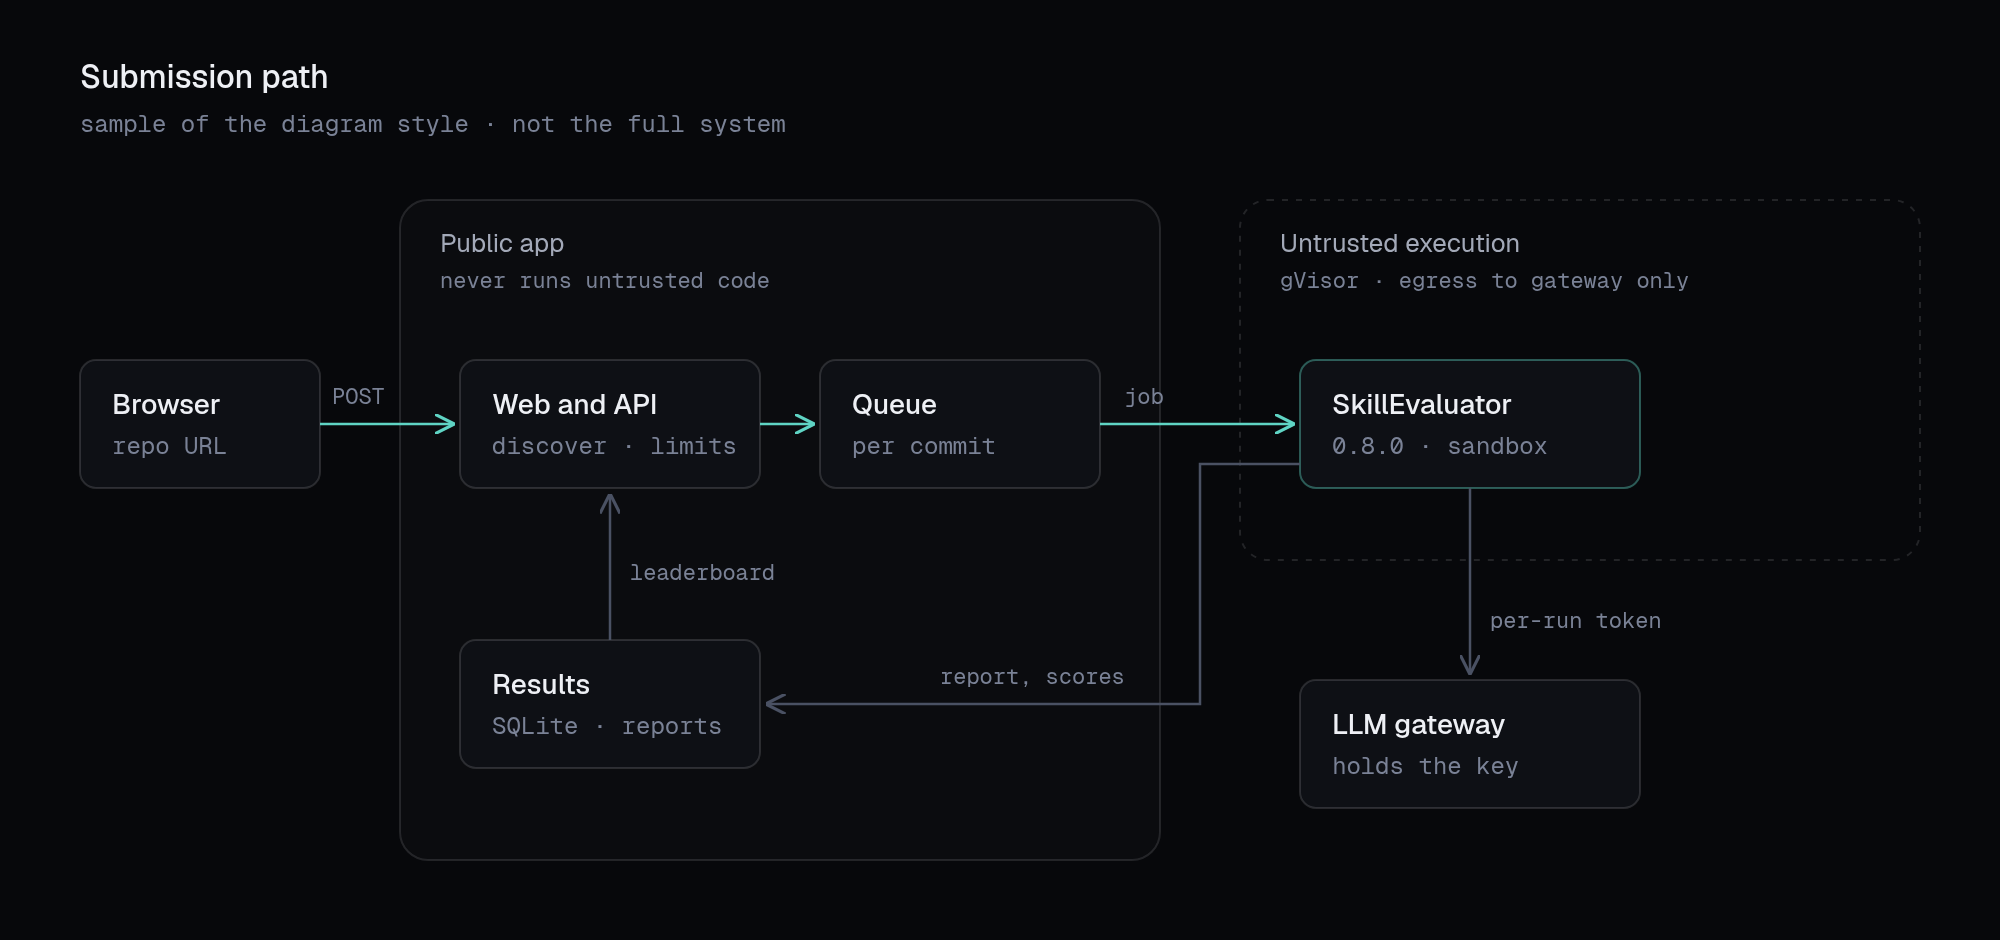 Submission path
sample of the diagram style · not the full system
Public app
never runs untrusted code
Untrusted execution
gVisor · egress to gateway only
Browser
repo URL
POST
Web and API
discover · limits
Queue
per commit
job
SkillEvaluator
0.8.0 · sandbox
leaderboard
per-run token
Results
SQLite · reports
report, scores
LLM gateway
holds the key